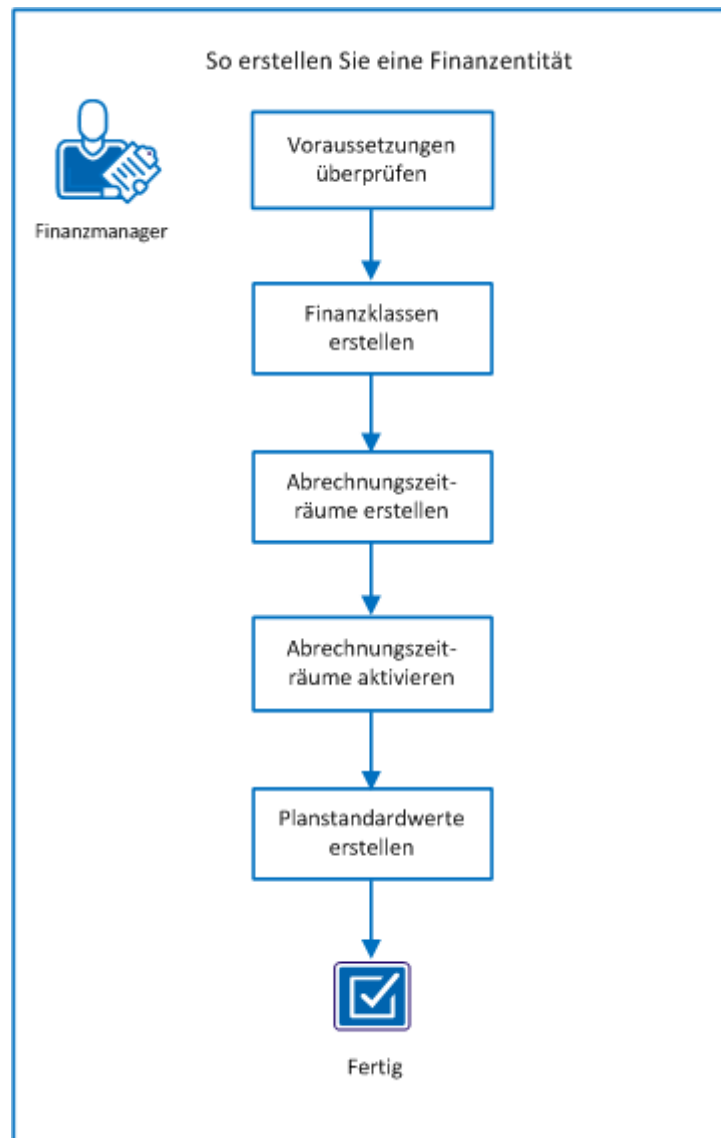 So erstellen Sie eine Finanzentität
Finanzmanager
Voraussetzungen
überprüfen
Finanzklassen
erstellen
Abrechnungszeit-
räume erstellen
Abrechnungszeit-
räume aktivieren
Planstandardwerte
erstellen
Fertig